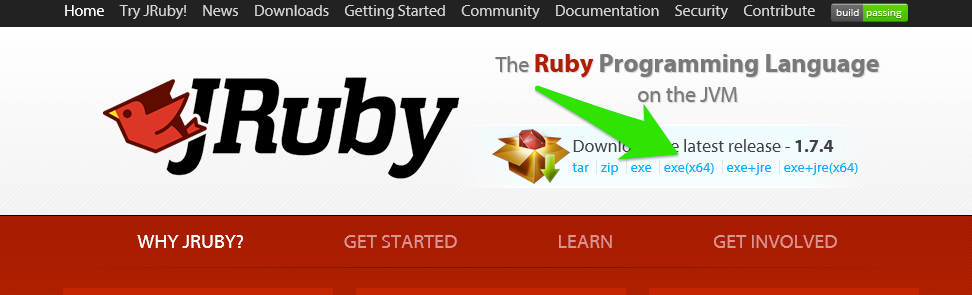 Home Try JRuby! News Downloads Getting Started Community Documentation Security Contribute build passing
JRuby
The Ruby Programming Language
on the JVM
latest release - 1.7.4
tar zip exe exe(x64) exe+jre exe+jre(x64)
WHY JRUBY? GET STARTED LEARN GET INVOLVED